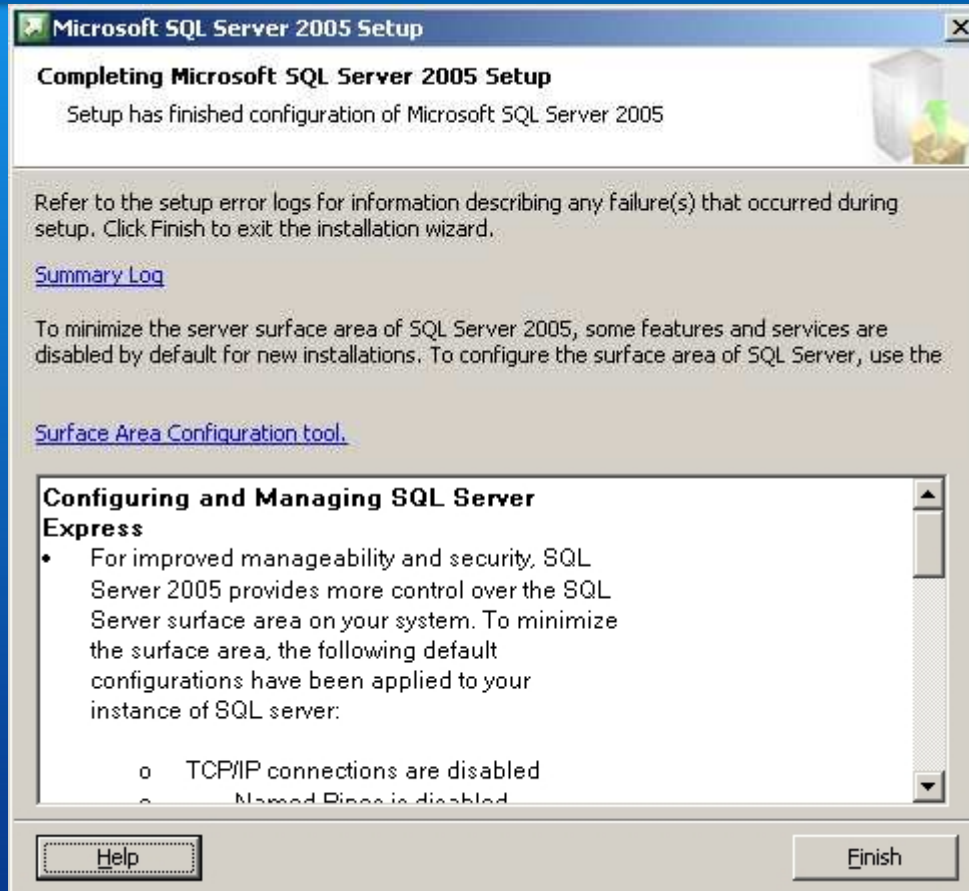 Microsoft SQL Server 2005 Setup
Completing Microsoft SQL Server 2005 Setup
Setup has finished configuration of Microsoft SQL Server 2005
Refer to the setup error logs for information describing any failure(s) that occurred during
setup. Click Finish to exit the installation wizard.
Summary Log
To minimize the server surface area of SQL Server 2005, some features and services are
disabled by default for new installations. To configure the surface area of SQL Server, use the
Surface Area Configuration tool.
Configuring and Managing SQL Server
Express
• For improved manageability and security, SQL
Server 2005 provides more control over the SQL
Server surface area on your system. To minimize
the surface area, the following default
configurations have been applied to your
instance of SQL server:
o TCP/IP connections are disabled
o Named Pipes is disabled
Help
Finish